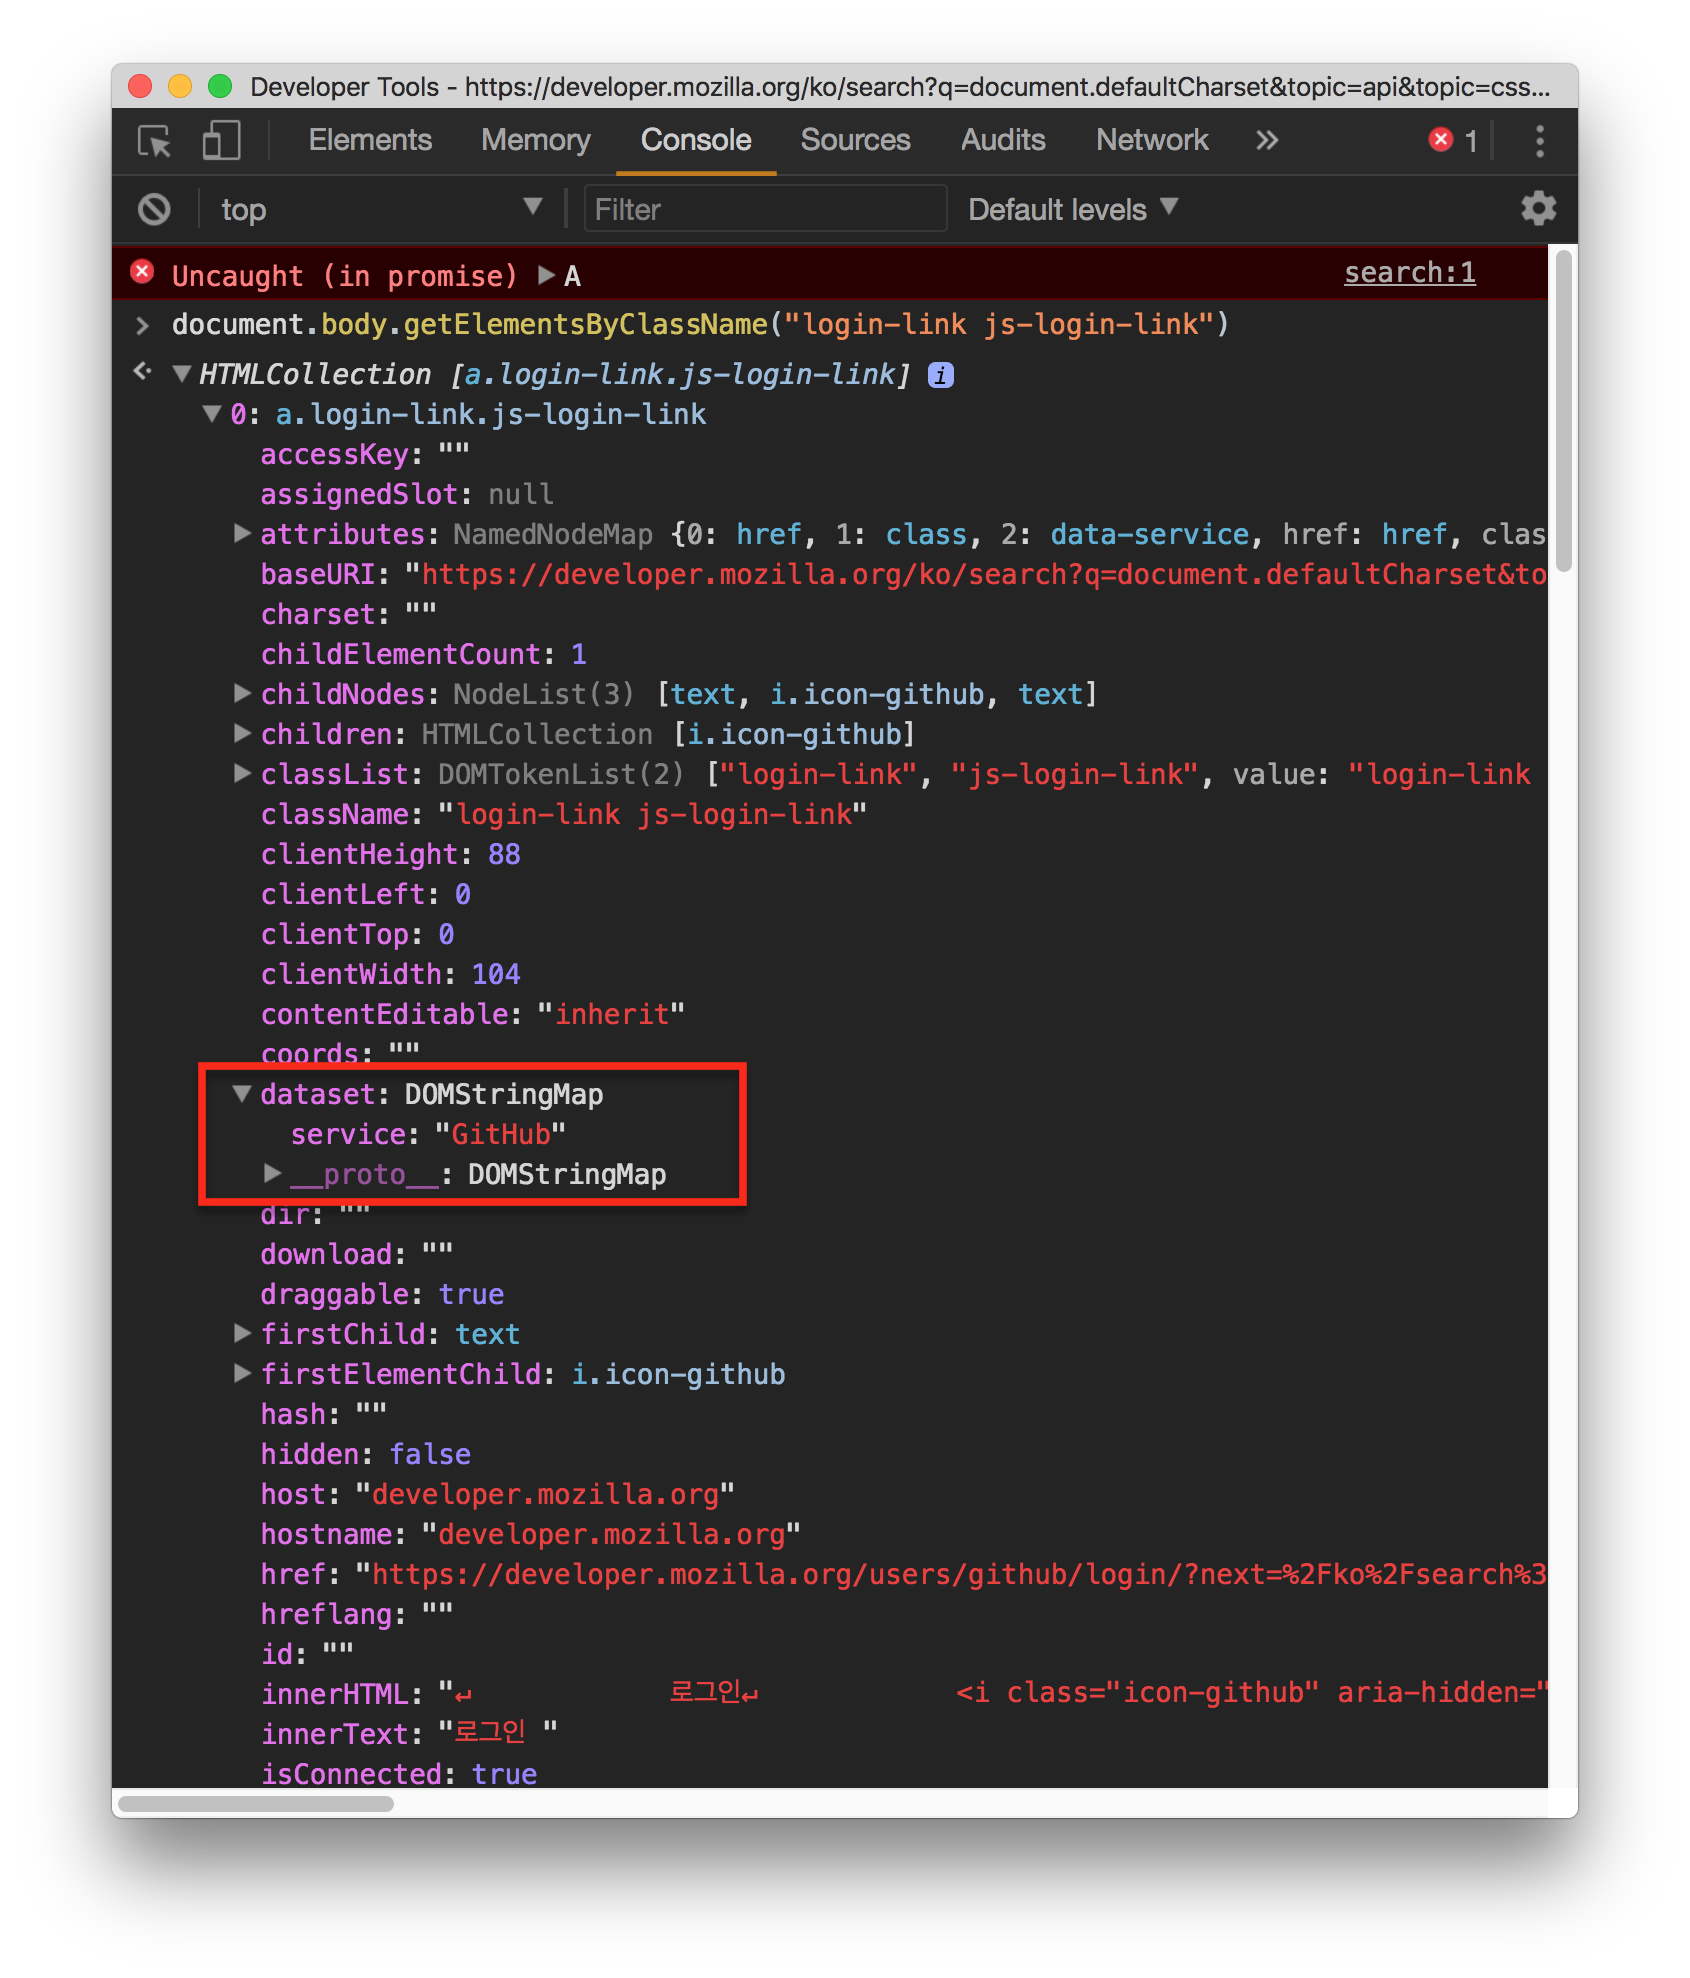 Developer Tools - https://developer.mozilla.org/ko/search?q=document.defaultCharset&topic=api&topic=css...
Elements Memory Console Sources Audits Network » 1
top ▼ Filter Default levels ▼
Uncaught (in promise) ▶ A search:1
> document.body.getElementsByClassName("login-link js-login-link")
▼ HTMLCollection [a.login-link.js-login-link] i
▼ 0: a.login-link.js-login-link
accessKey: ""
assignedSlot: null
▶ attributes: NamedNodeMap {0: href, 1: class, 2: data-service, href: href, clas
baseURI: "https://developer.mozilla.org/ko/search?q=document.defaultCharset&to
charset: ""
childElementCount: 1
▶ childNodes: NodeList(3) [text, i.icon-github, text]
▶ children: HTMLCollection [i.icon-github]
▶ classList: DOMTokenList(2) ["login-link", "js-login-link", value: "login-link
className: "login-link js-login-link"
clientHeight: 88
clientLeft: 0
clientTop: 0
clientWidth: 104
contentEditable: "inherit"
coords: ""
▼ dataset: DOMStringMap
service: "GitHub"
▶ __proto__: DOMStringMap
dir: ""
download: ""
draggable: true
▶ firstChild: text
▶ firstElementChild: i.icon-github
hash: ""
hidden: false
host: "developer.mozilla.org"
hostname: "developer.mozilla.org"
href: "https://developer.mozilla.org/users/github/login/?next=%2Fko%2Fsearch%3
hreflang: ""
id: ""
innerHTML: "↵ 로그인↵ <i class="icon-github" aria-hidden="
innerText: "로그인 "
isConnected: true